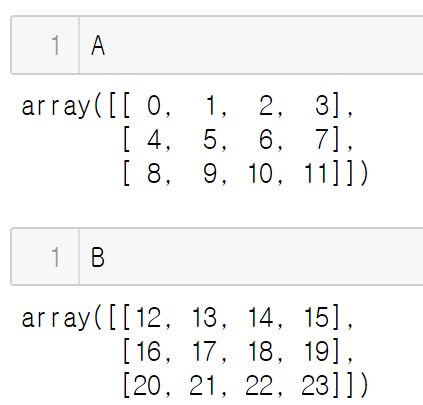 1 A
array([[ 0, 1, 2, 3],
[ 4, 5, 6, 7],
[ 8, 9, 10, 11]])
1 B
array([[12, 13, 14, 15],
[16, 17, 18, 19],
[20, 21, 22, 23]])